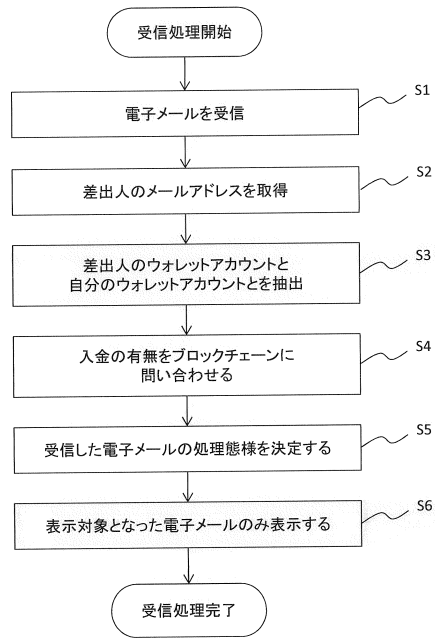 受信処理開始
電子メールを受信
S1
差出人のメールアドレスを取得
S2
差出人のウォレットアカウントと
自分のウォレットアカウントとを抽出
S3
入金の有無をブロックチェーンに
問い合わせる
S4
受信した電子メールの処理態様を決定する
S5
表示対象となった電子メールのみ表示する
S6
受信処理完了